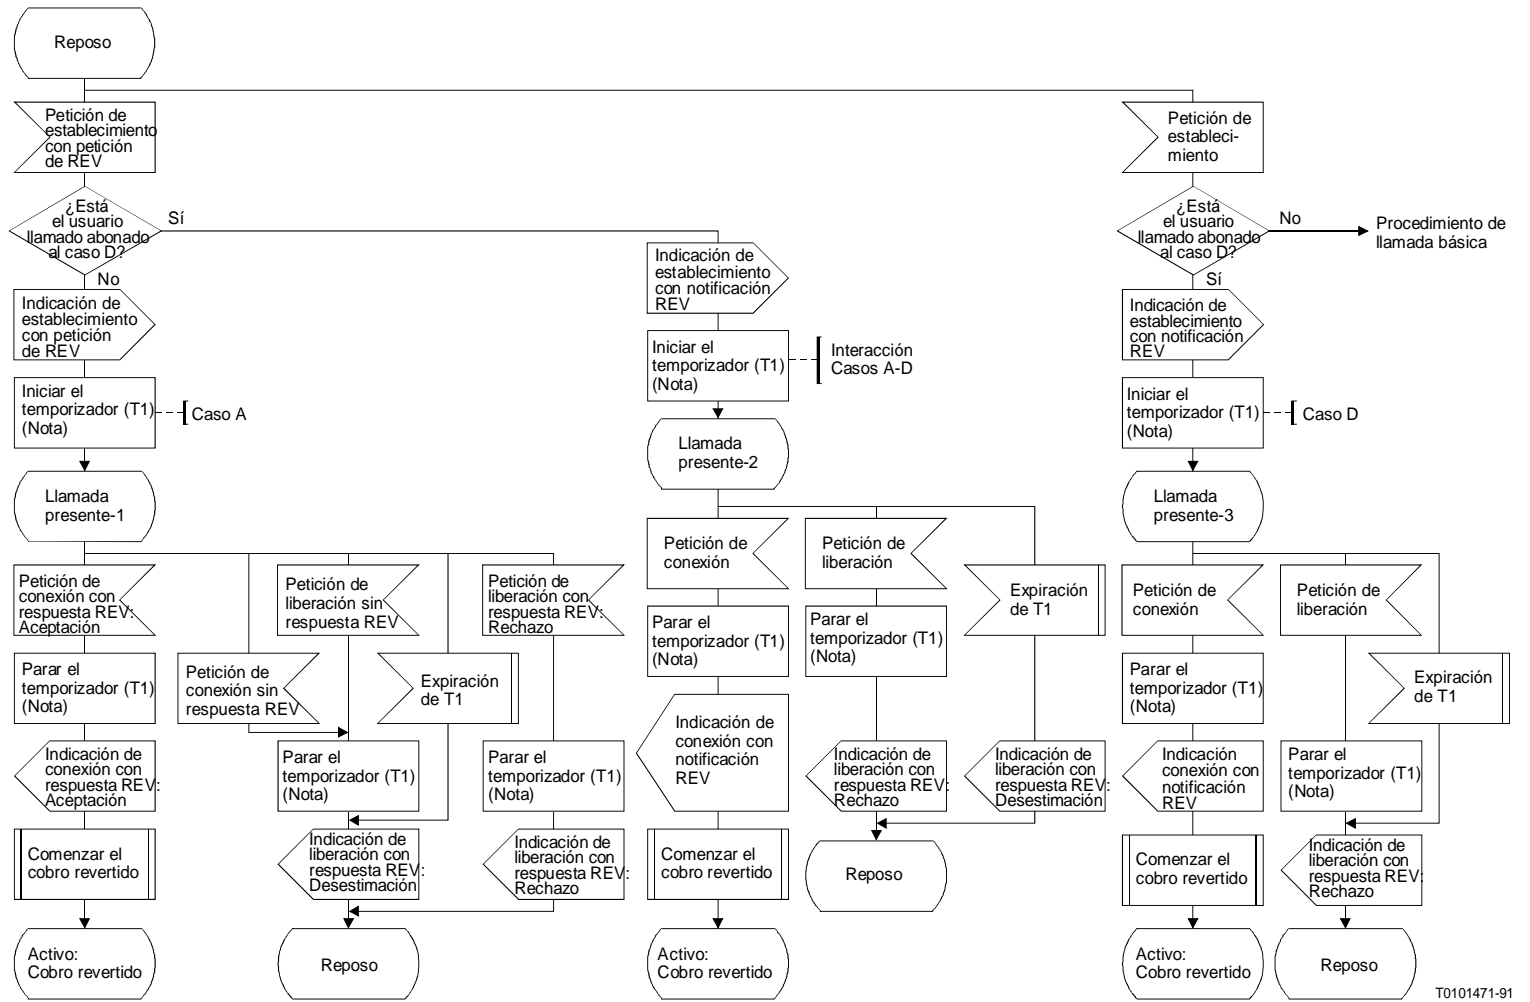 Reposo
Petición de
establecimiento
con petición
de REV
Petición de
estableci-
miento
¿Está
el usuario
llamado abonado
al caso D?
Sí
No
Indicación de
establecimiento
con notificación
REV
¿Está
el usuario
llamado abonado
al caso D?
No
Sí
Procedimiento de
llamada básica
Indicación de
establecimiento
con petición
de REV
Iniciar el
temporizador (T1)
(Nota)
Interacción
Casos A-D
Indicación de
establecimiento
con notificación
REV
Iniciar el
temporizador (T1)
(Nota)
Caso A
Iniciar el
temporizador (T1)
(Nota)
Caso D
Llamada
presente-2
Llamada
presente-1
Llamada
presente-3
Petición de
conexión
Petición de
liberación
Expiración
de T1
Petición de
conexión con
respuesta REV:
Aceptación
Petición de
liberación sin
respuesta REV
Petición de
liberación con
respuesta REV:
Rechazo
Petición de
conexión
Petición de
liberación
Parar el
temporizador (T1)
(Nota)
Parar el
temporizador (T1)
(Nota)
Parar el
temporizador (T1)
(Nota)
Petición de
conexión sin
respuesta REV
Expiración
de T1
Parar el
temporizador (T1)
(Nota)
Expiración
de T1
Indicación de
conexión con
respuesta REV:
Aceptación
Parar el
temporizador (T1)
(Nota)
Parar el
temporizador (T1)
(Nota)
Indicación de
conexión con
notificación
REV
Indicación de
liberación con
respuesta REV:
Rechazo
Indicación de
liberación con
respuesta REV:
Desestimación
Indicación
conexión con
notificación
REV
Parar el
temporizador (T1)
(Nota)
Comenzar el
cobro revertido
Indicación de
liberación con
respuesta REV:
Desestimación
Indicación de
liberación con
respuesta REV:
Rechazo
Comenzar el
cobro revertido
Reposo
Comenzar el
cobro revertido
Indicación de
liberación con
respuesta REV:
Rechazo
Activo:
Cobro revertido
Reposo
Activo:
Cobro revertido
Activo:
Cobro revertido
Reposo
T0101471-91